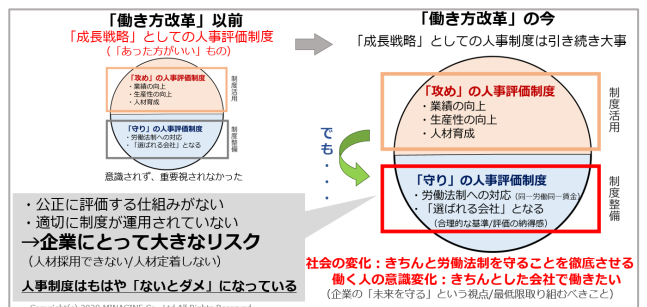 「働き方改革」以前
「成長戦略」としての人事評価制度
(「あった方がいい」もの)
「攻め」の人事評価制度
・業績の向上
・生産性の向上
・人材育成
制度活用
「守り」の人事評価制度
・労働法制への対応
・「選ばれる会社」となる
制度整備
意識されず、重要視されなかった
・公正に評価する仕組みがない
・適切に制度が運用されていない
→企業にとって大きなリスク
(人材採用できない/人材定着しない)
人事制度はもはや「ないとダメ」になっている
「働き方改革」の今
「成長戦略」としての人事制度は引き続き大事
「攻め」の人事評価制度
・業績の向上
・生産性の向上
・人材育成
制度活用
でも・・・
「守り」の人事評価制度
・労働法制への対応(同一労働同一賃金)
・「選ばれる会社」となる
(合理的な基準/評価の納得感)
制度整備
社会の変化：きちんと労働法制を守ることを徹底させる
働く人の意識変化：きちんとした会社で働きたい
(企業の「未来を守る」という視点/最低限取り組むべきこと)